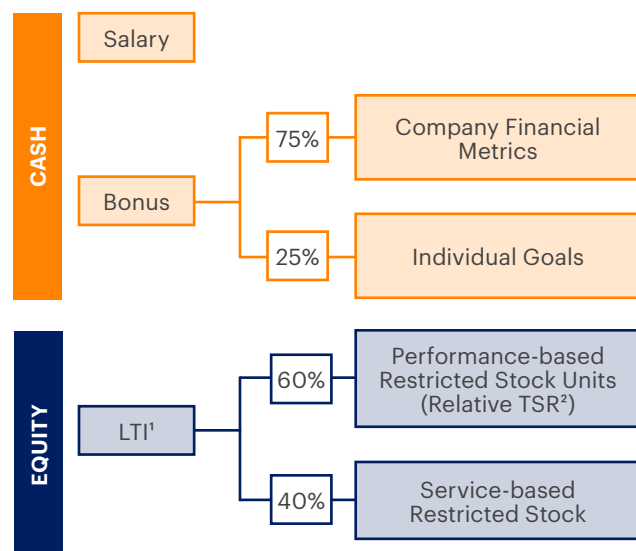 CASH
Salary
Bonus
75%
Company Financial
Metrics
25%
Individual Goals
EQUITY
LTI¹
60%
Performance-based
Restricted Stock Units
(Relative TSR²)
40%
Service-based
Restricted Stock